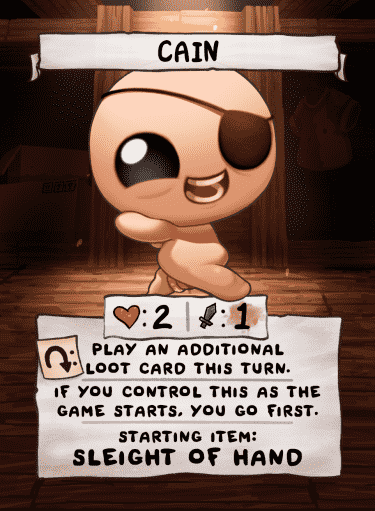 CAIN
:2 :1
: PLAY AN ADDITIONAL
LOOT CARD THIS TURN.
IF YOU CONTROL THIS AS THE
GAME STARTS, YOU GO FIRST.
STARTING ITEM:
SLEIGHT OF HAND